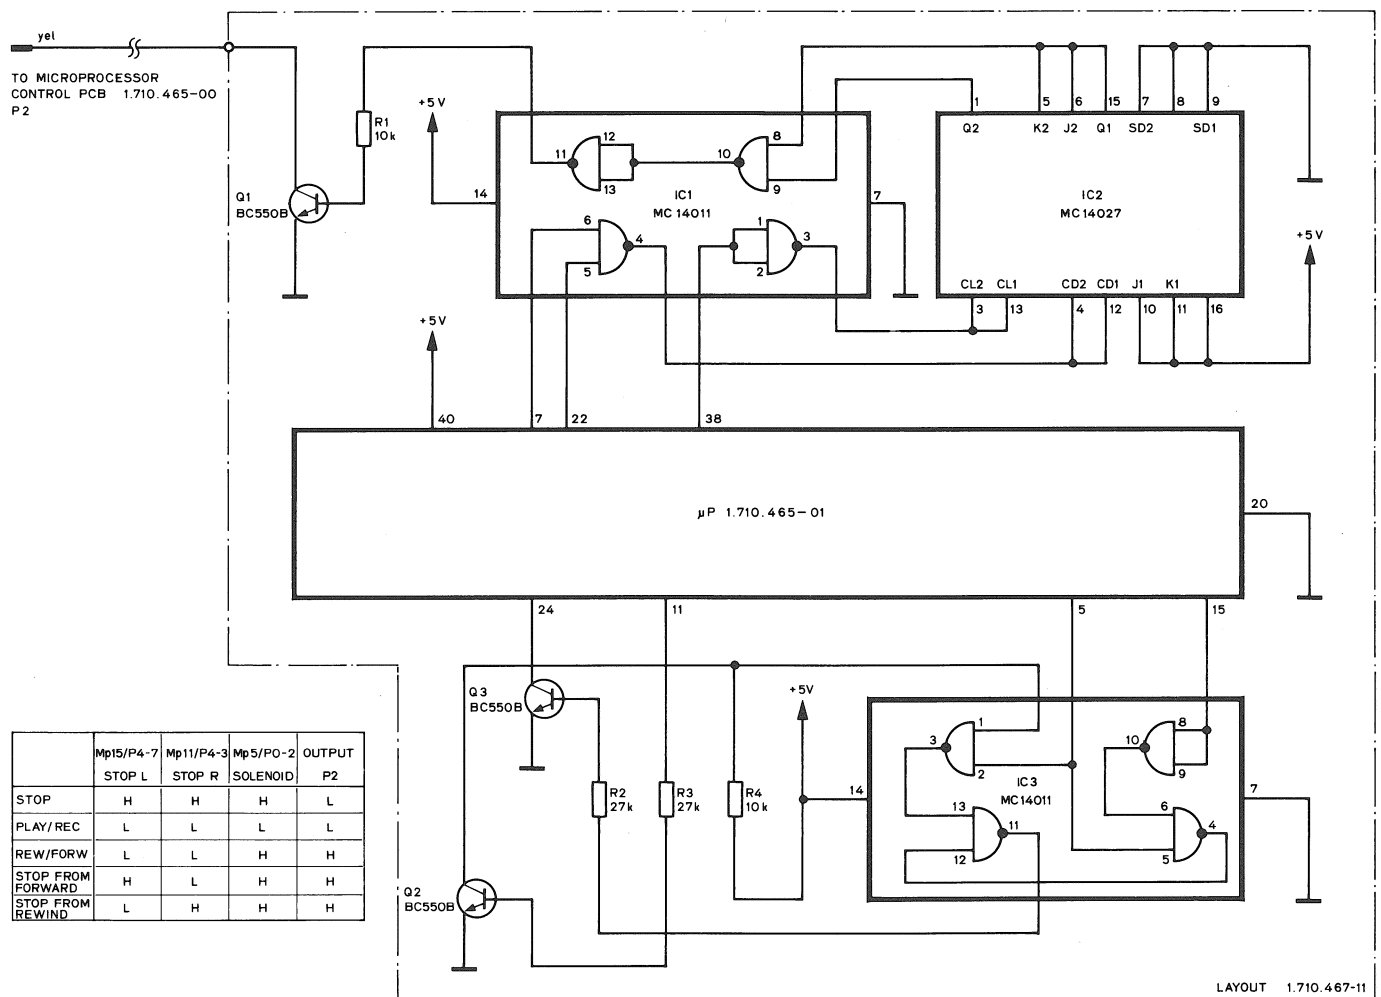 yel
TO MICROPROCESSOR
CONTROL PCB 1.710.465-00
P2
R1
10k
Q1
BC550B
+5V
14
11
12
13
10
8
9
IC1
MC14011
6
5
4
1
2
3
7
1
5
6
15
7
8
9
Q2
K2
J2
Q1
SD2
SD1
IC2
MC14027
CL2
CL1
CD2
CD1
J1
K1
3
13
4
12
10
11
16
+5V
+5V
40
7
22
38
µP 1.710.465-01
20
24
11
5
15
Q3
BC550B
+5V
R2
27k
R3
27k
R4
10k
14
3
1
2
10
8
9
IC3
MC14011
13
12
11
6
5
4
7
Q2
BC550B
Mp15/P4-7 Mp11/P4-3 Mp5/P0-2 OUTPUT
STOP L STOP R SOLENOID P2
STOP H H H L
PLAY/REC L L L L
REW/FORW L L H H
STOP FROM FORWARD H L H H
STOP FROM REWIND L H H H
LAYOUT 1.710.467-11